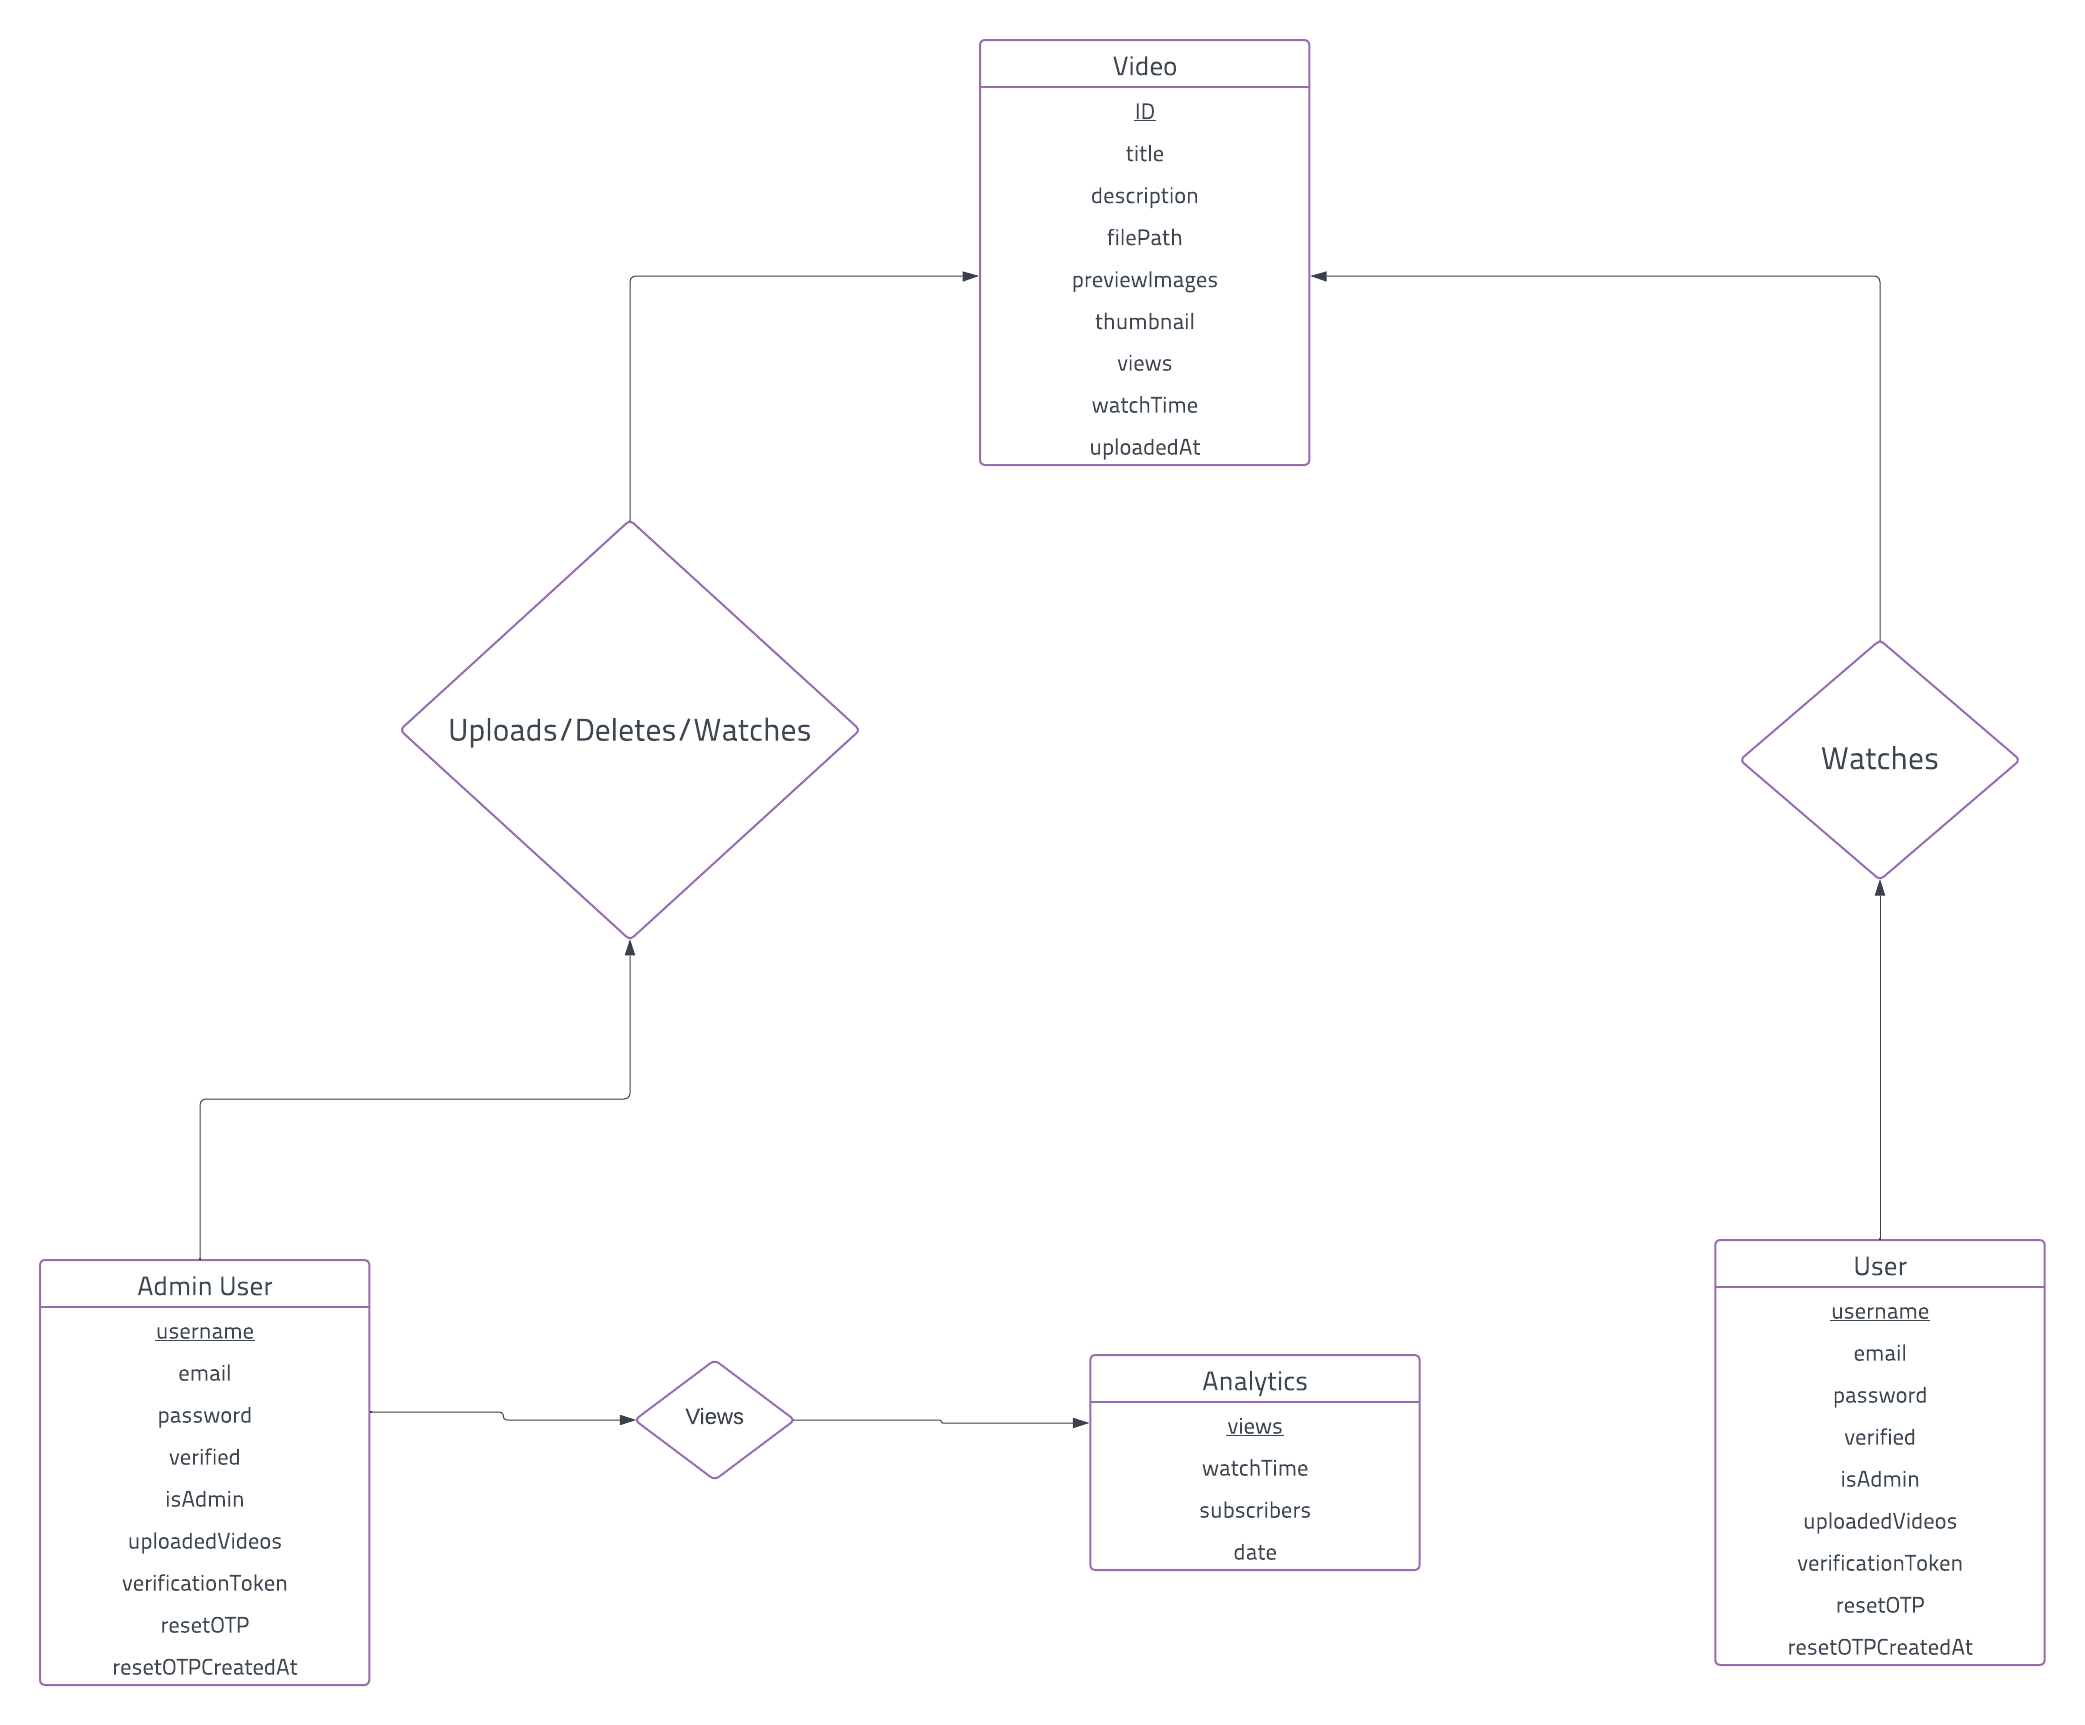 Video
ID
title
description
filePath
previewImages
thumbnail
views
watchTime
uploadedAt
Uploads/Deletes/Watches
Watches
Admin User
username
email
password
verified
isAdmin
uploadedVideos
verificationToken
resetOTP
resetOTPCreatedAt
Views
Analytics
views
watchTime
subscribers
date
User
username
email
password
verified
isAdmin
uploadedVideos
verificationToken
resetOTP
resetOTPCreatedAt